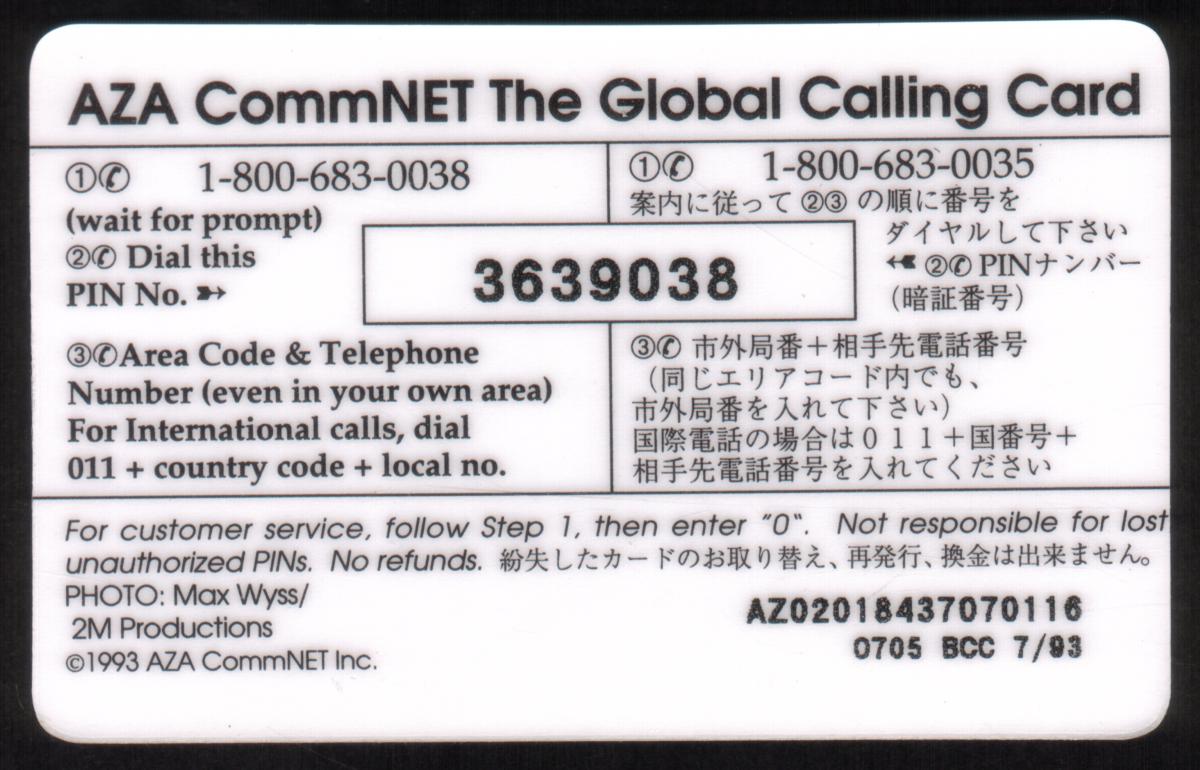 AZA CommNET The Global Calling Card
①✆ 1-800-683-0038
(wait for prompt)
②✆ Dial this
PIN No. ➳
3639038
①✆ 1-800-683-0035
案内に従って ②③ の順に番号を
ダイヤルして下さい
②✆ PINナンバー
（暗証番号）
③✆Area Code & Telephone
Number (even in your own area)
For International calls, dial
011 + country code + local no.
③✆ 市外局番＋相手先電話番号
（同じエリアコード内でも、
市外局番を入れて下さい）
国際電話の場合は０１１＋国番号＋
相手先電話番号を入れてください
For customer service, follow Step 1, then enter "0". Not responsible for lost
unauthorized PINs. No refunds. 紛失したカードのお取り替え、再発行、換金は出来ません。
PHOTO: Max Wyss/
2M Productions
©1993 AZA CommNET Inc.
AZ02018437070116
0705 BCC 7/93